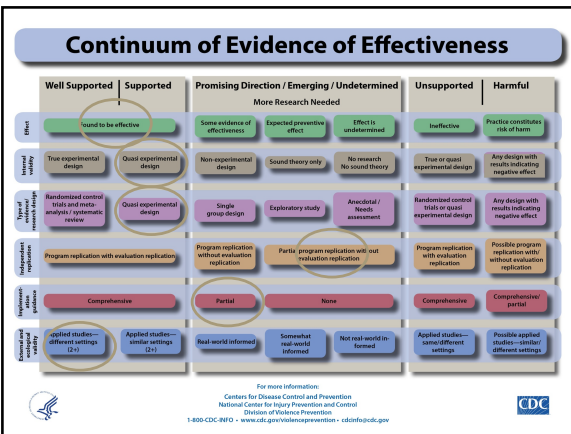 Continuum of Evidence of Effectiveness
Well Supported | Supported
Promising Direction / Emerging / Undetermined
More Research Needed
Unsupported | Harmful
Effect
Found to be effective
Some evidence of
effectiveness
Expected preventive
effect
Effect is
undetermined
Ineffective
Practice constitutes
risk of harm
Internal
validity
True experimental
design
Quasi experimental
design
Non-experimental
design
Sound theory only
No research
No sound theory
True or quasi
experimental design
Any design with
results indicating
negative effect
Type of
evidence/
research design
Randomized control
trials and meta-
analysis / systematic
review
Quasi experimental
design
Single
group design
Exploratory study
Anecdotal /
Needs
assessment
Randomized control
trials or quasi
experimental design
Any design with
results indicating
negative effect
Independent
replication
Program replication with evaluation replication
Program replication
without evaluation
replication
Partial program replication without
evaluation replication
Program replication
with evaluation
replication
Possible program
replication with/
without evaluation
replication
Implement-
ation
guidance
Comprehensive
Partial
None
Comprehensive
Comprehensive/
partial
External and
ecological
validity
Applied studies—
different settings
(2+)
Applied studies—
similar settings
(2+)
Real-world informed
Somewhat
real-world
informed
Not real-world in-
formed
Applied studies—
same/different
settings
Possible applied
studies—similar/
different settings
For more information:
Centers for Disease Control and Prevention
National Center for Injury Prevention and Control
Division of Violence Prevention
1-800-CDC-INFO • www.cdc.gov/violenceprevention • cdcinfo@cdc.gov
CDC